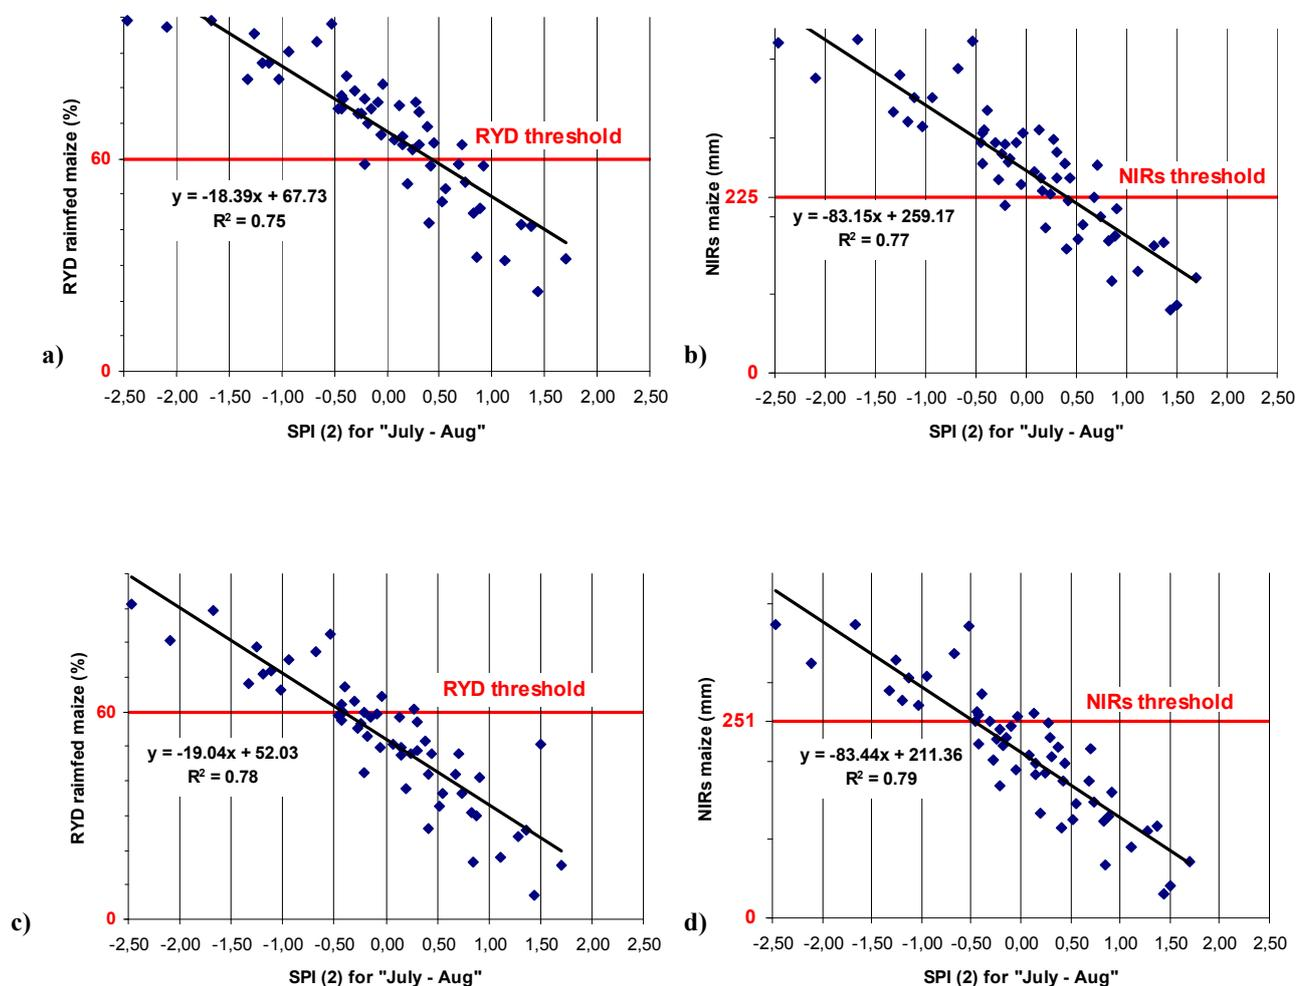 RYD raimfed maize (%)
60
0
RYD threshold
y = -18.39x + 67.73
R² = 0.75
a)
-2,50 -2,00 -1,50 -1,00 -0,50 0,00 0,50 1,00 1,50 2,00 2,50
SPI (2) for "July - Aug"
NIRs maize (mm)
225
0
NIRs threshold
y = -83.15x + 259.17
R² = 0.77
b)
-2,50 -2,00 -1,50 -1,00 -0,50 0,00 0,50 1,00 1,50 2,00 2,50
SPI (2) for "July - Aug"
RYD raimfed maize (%)
60
0
RYD threshold
y = -19.04x + 52.03
R² = 0.78
c)
-2,50 -2,00 -1,50 -1,00 -0,50 0,00 0,50 1,00 1,50 2,00 2,50
SPI (2) for "July - Aug"
NIRs maize (mm)
251
0
NIRs threshold
y = -83.44x + 211.36
R² = 0.79
d)
-2,50 -2,00 -1,50 -1,00 -0,50 0,00 0,50 1,00 1,50 2,00 2,50
SPI (2) for "July - Aug"